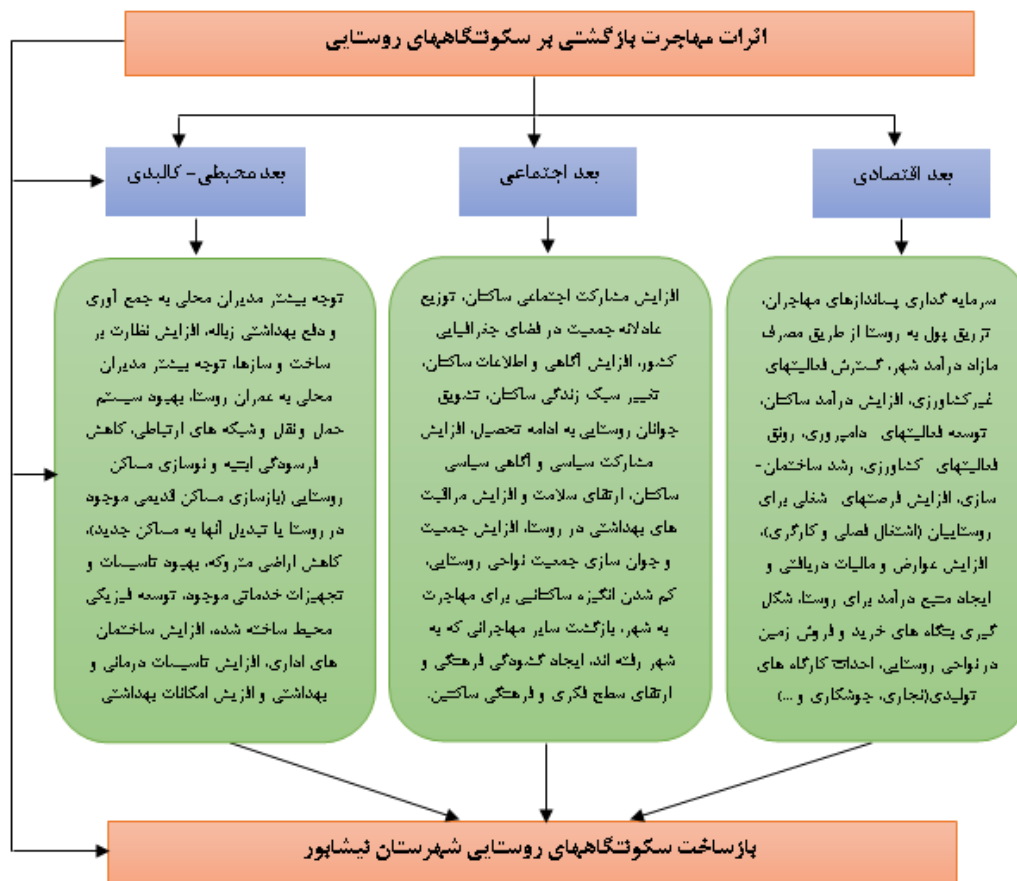 اثرات مهاجرت بازگشتی بر سکونتگاههای روستایی
بعد اقتصادی
بعد اجتماعی
بعد محیطی- کالبدی
سرمایه گذاری پساندازهای مهاجران،
تزریق پول به روستا از طریق مصرف
مازاد درآمد شهر، گسترش فعالیتهای
غیرکشاورزی، افزایش درآمد ساکنان،
توسعه فعالیتهای دامپروری، رونق
فعالیتهای کشاورزی، رشد ساختمان-
سازی، افزایش فرصتهای شغلی برای
روستاییان (اشتغال فصلی و کارگری)،
افزایش عوارض و مالیات دریافتی و
ایجاد منبع درآمد برای روستا، شکل
گیری بنگاه های خرید و فروش زمین
در نواحی روستایی، احداث کارگاه های
تولیدی(نجاری، جوشکاری و ...)
افزایش مشارکت اجتماعی ساکنان، توزیع
عادلانه جمعیت در فضای جغرافیایی
کشور، افزایش آگاهی و اطلاعات ساکنان،
تغییر سبک زندگی ساکنان، تشویق
جوانان روستایی به ادامه تحصیل، افزایش
مشارکت سیاسی و آگاهی سیاسی
ساکنان، ارتقای سلامت و افزایش مراقبت
های بهداشتی در روستا، افزایش جمعیت
و جوان سازی جمعیت نواحی روستایی،
کم شدن انگیزه ساکنانیی برای مهاجرت
به شهر، بازگشت سایر مهاجرانی که به
شهر رفته اند، ایجاد گشودگی فرهنگی و
ارتقای سطح فکری و فرهنگی ساکنین.
توجه بیشتر مدیران محلی به جمع آوری
و دفع بهداشتی زباله، افزایش نظارت بر
ساخت و سازها، توجه بیشتر مدیران
محلی به عمران روستا، بهبود سیستم
حمل ونقل و شبکه های ارتباطی، کاهش
فرسودگی ابنیه و نوسازی مساکن
روستایی (بازسازی مساکن قدیمی موجود
در روستا یا تبدیل آنها به مساکن جدید)،
کاهش اراضی متروکه، بهبود تاسیسات و
تجهیزات خدماتی موجود، توسعه فیزیکی
محیط ساخته شده، افزایش ساختمان
های اداری، افزایش تاسیسات درمانی و
بهداشتی و افزیش امکانات بهداشتی
بازساخت سکونتگاههای روستایی شهرستان نیشابور